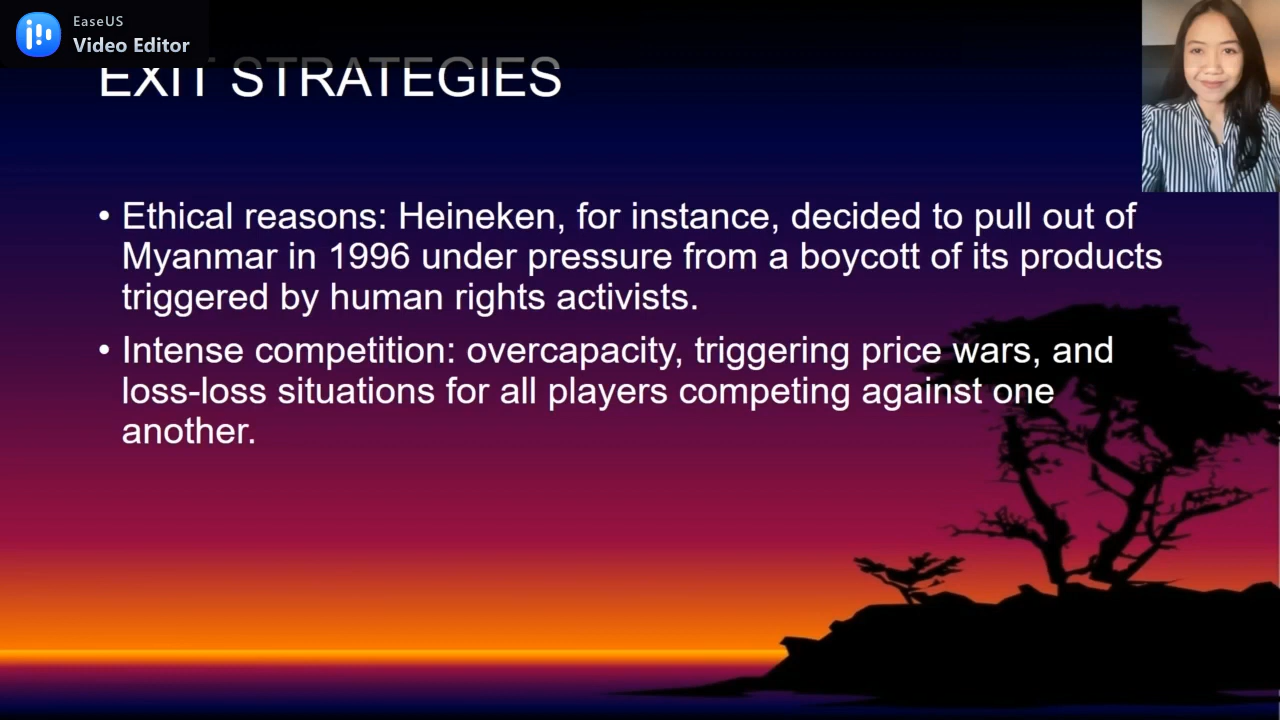 EaseUS
Video Editor
EXIT STRATEGIES
• Ethical reasons: Heineken, for instance, decided to pull out of
Myanmar in 1996 under pressure from a boycott of its products
triggered by human rights activists.
• Intense competition: overcapacity, triggering price wars, and
loss-loss situations for all players competing against one
another.